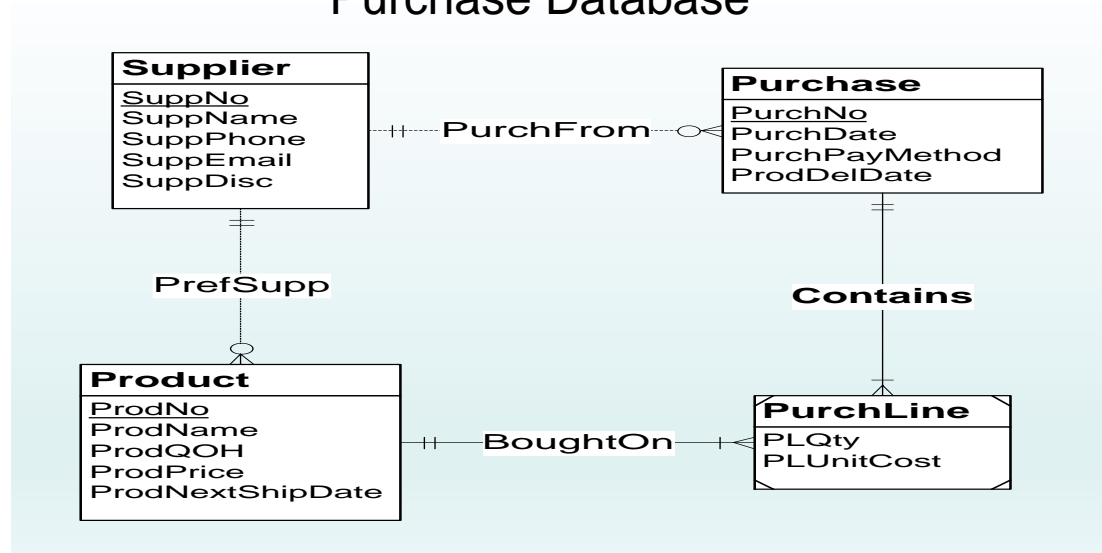 Purchase Database
Supplier
SuppNo
SuppName
SuppPhone
SuppEmail
SuppDisc
PurchFrom
Purchase
PurchNo
PurchDate
PurchPayMethod
ProdDelDate
PrefSupp
Contains
Product
ProdNo
ProdName
ProdQOH
ProdPrice
ProdNextShipDate
BoughtOn
PurchLine
PLQty
PLUnitCost